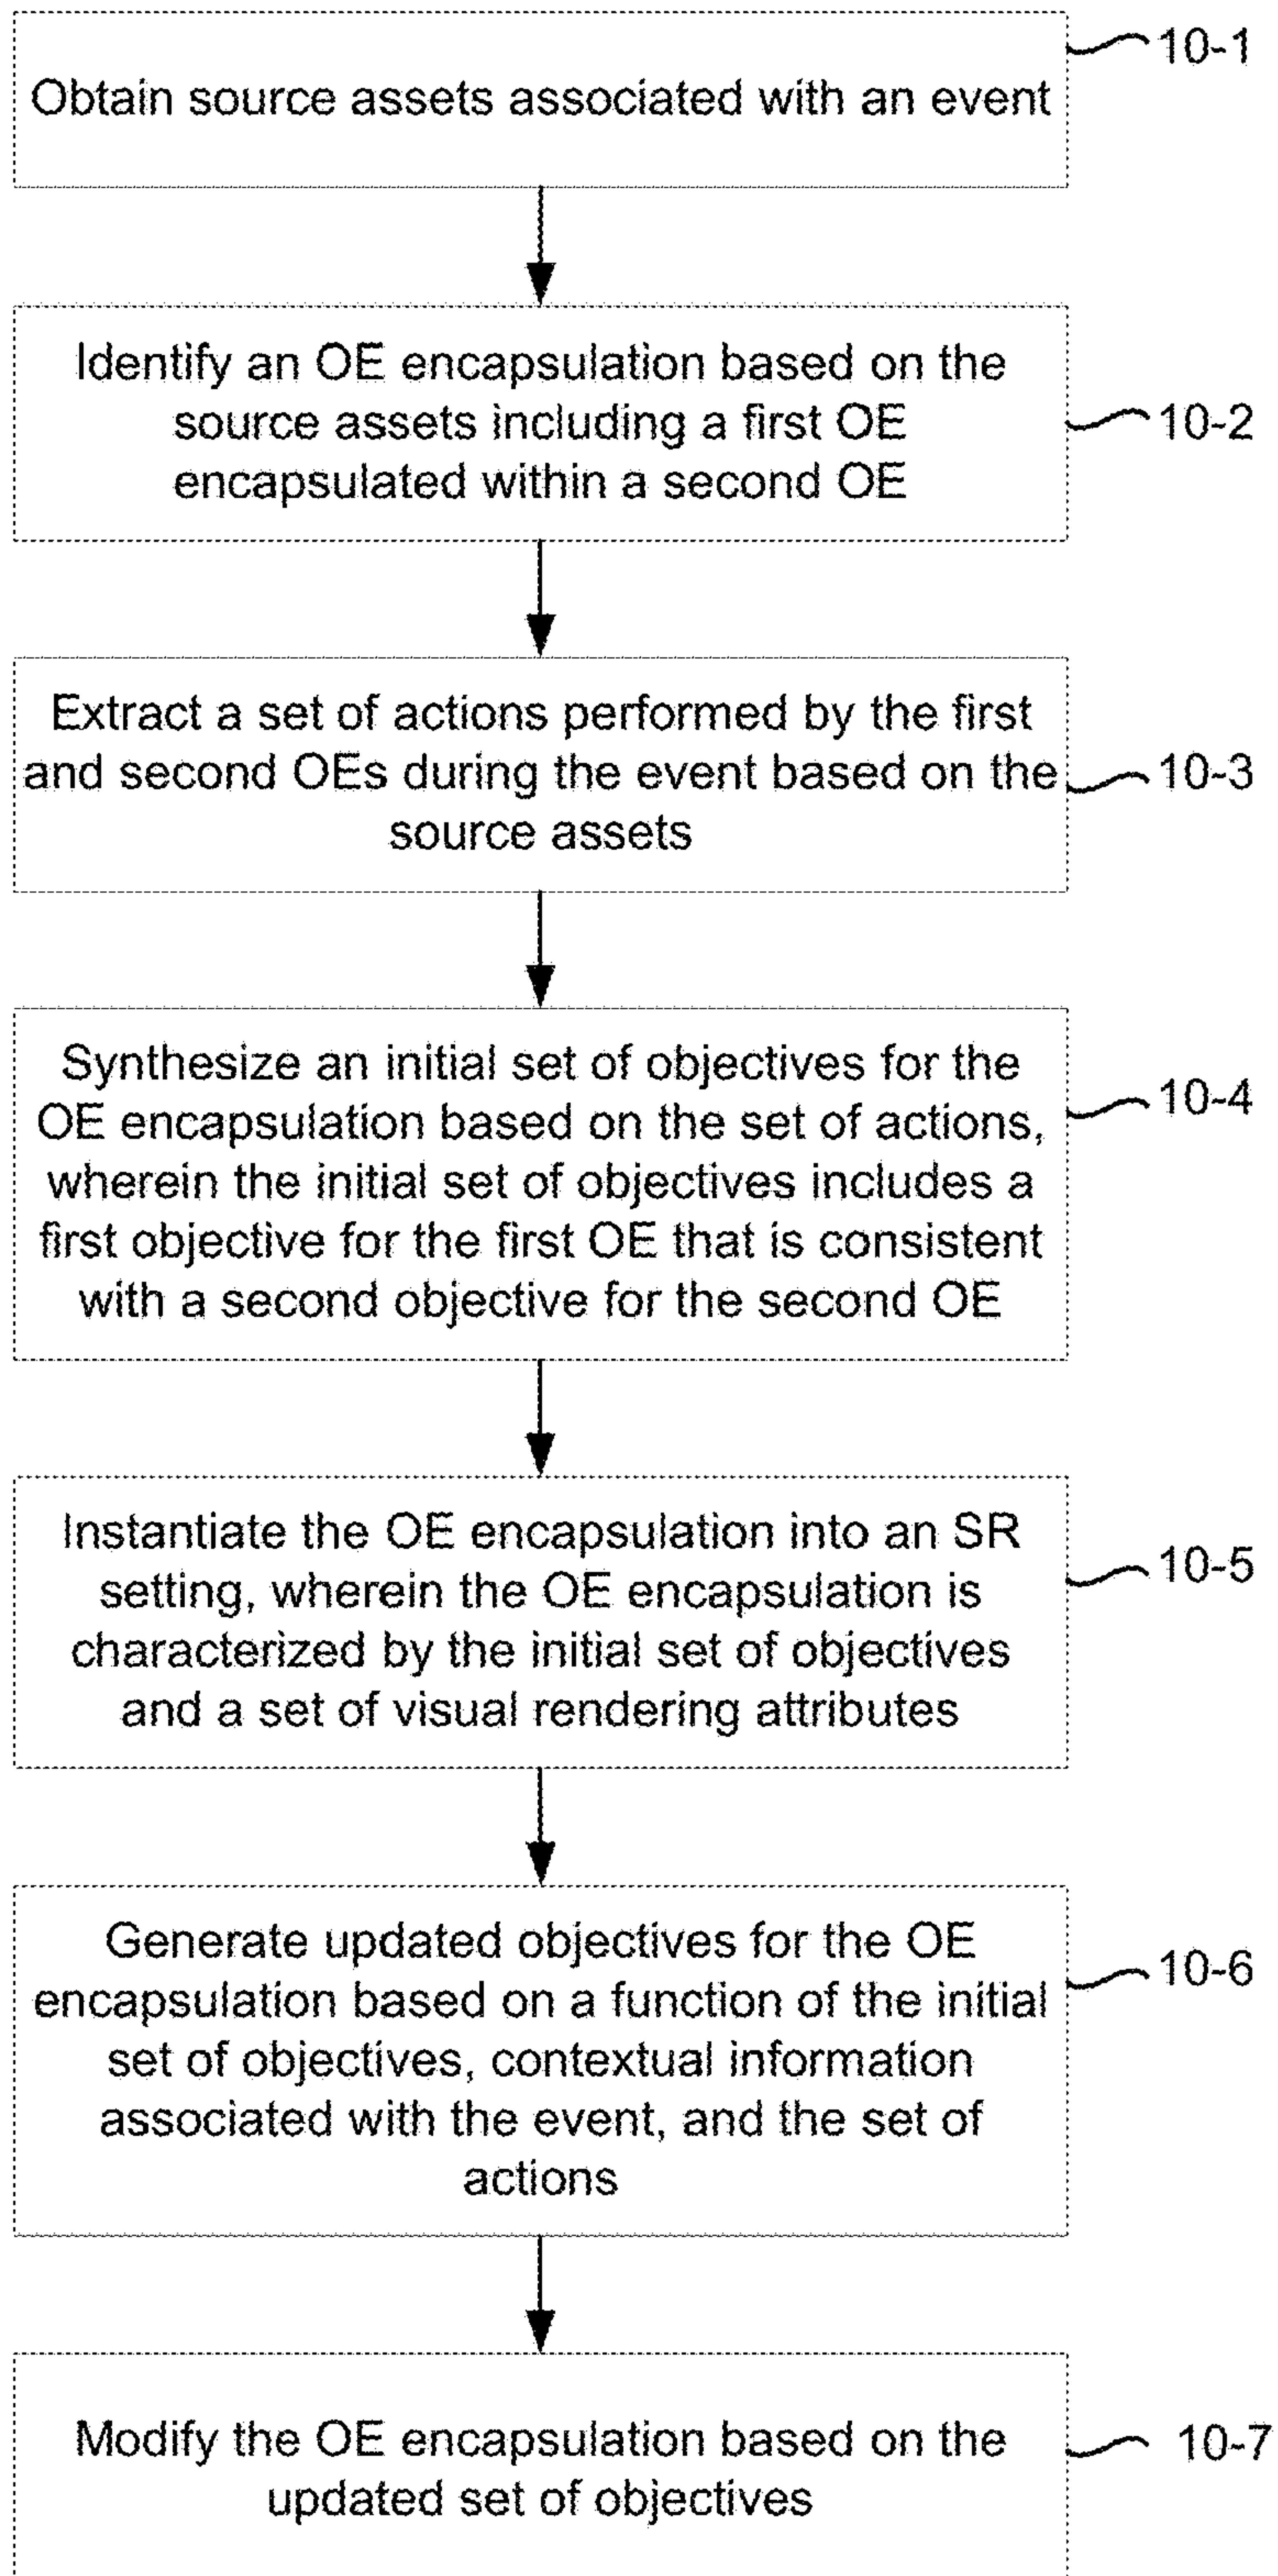 10-1
Obtain source assets associated with an event
Identify an OE encapsulation based on the
source assets including a first OE
encapsulated within a second OE
10-2
Extract a set of actions performed by the first
and second OEs during the event based on the
source assets
10-3
Synthesize an initial set of objectives for the
OE encapsulation based on the set of actions,
wherein the initial set of objectives includes a
first objective for the first OE that is consistent
with a second objective for the second OE
10-4
Instantiate the OE encapsulation into an SR
setting, wherein the OE encapsulation is
characterized by the initial set of objectives
and a set of visual rendering attributes
10-5
Generate updated objectives for the OE
encapsulation based on a function of the initial
set of objectives, contextual information
associated with the event, and the set of
actions
10-6
Modify the OE encapsulation based on the
updated set of objectives
10-7